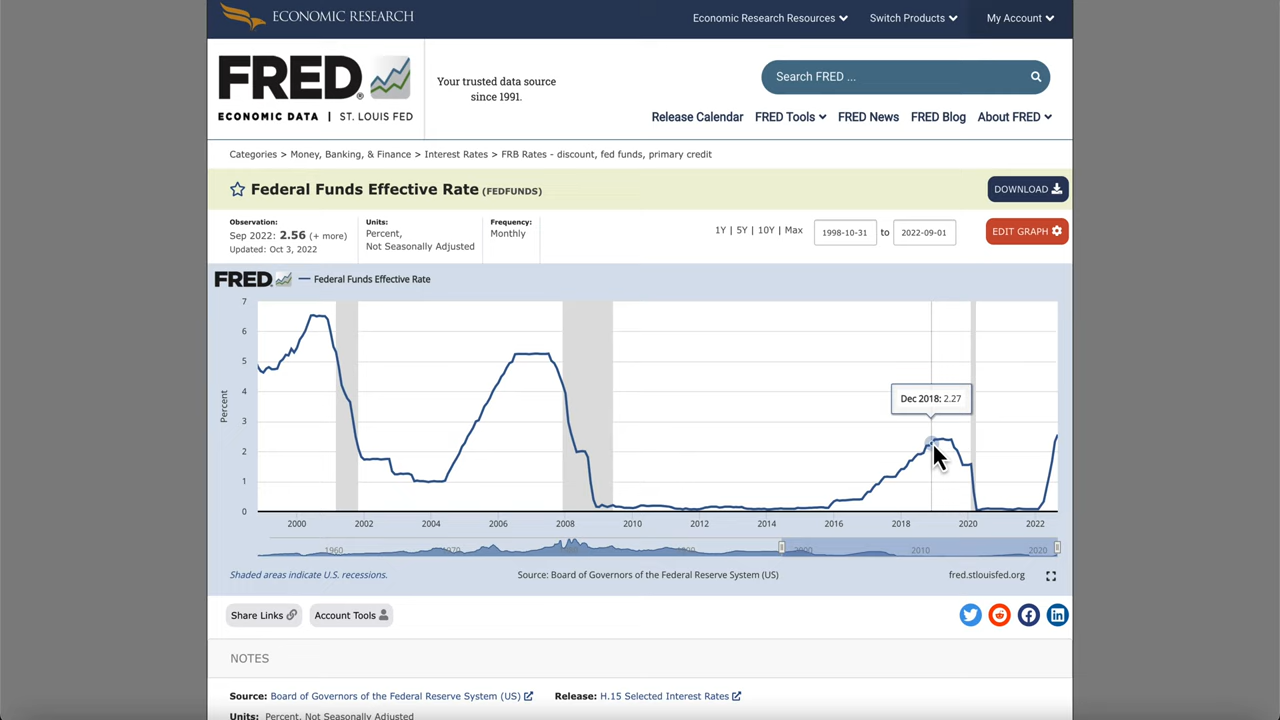 ECONOMIC RESEARCH
Economic Research Resources
Switch Products
My Account
FRED®
ECONOMIC DATA | ST. LOUIS FED
Your trusted data source
since 1991.
Search FRED ...
Release Calendar
FRED Tools
FRED News
FRED Blog
About FRED
Categories > Money, Banking, & Finance > Interest Rates > FRB Rates - discount, fed funds, primary credit
Federal Funds Effective Rate (FEDFUNDS)
DOWNLOAD
Observation:
Sep 2022: 2.56 (+ more)
Updated: Oct 3, 2022
Units:
Percent,
Not Seasonally Adjusted
Frequency:
Monthly
1Y | 5Y | 10Y | Max
1998-10-31 to 2022-09-01
EDIT GRAPH
FRED
Federal Funds Effective Rate
7
6
5
4
3
2
1
0
Percent
Dec 2018: 2.27
2000 2002 2004 2006 2008 2010 2012 2014 2016 2018 2020 2022
1960 1970 1990 2000 2010 2020
Shaded areas indicate U.S. recessions.
Source: Board of Governors of the Federal Reserve System (US)
fred.stlouisfed.org
Share Links
Account Tools
NOTES
Source: Board of Governors of the Federal Reserve System (US)
Release: H.15 Selected Interest Rates
Units: Percent, Not Seasonally Adjusted